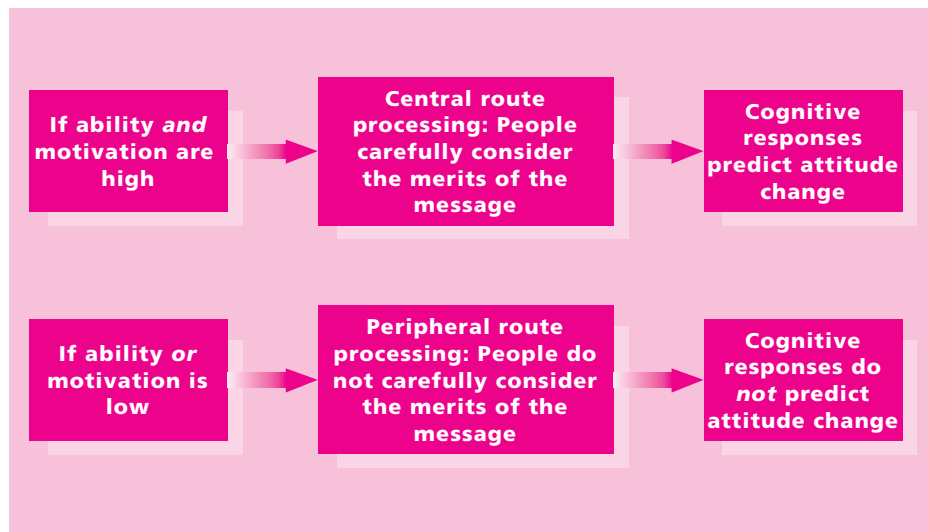 If ability and
motivation are
high
Central route
processing: People
carefully consider
the merits of the
message
Cognitive
responses
predict attitude
change
If ability or
motivation is
low
Peripheral route
processing: People do
not carefully consider
the merits of the
message
Cognitive
responses do
not predict
attitude change